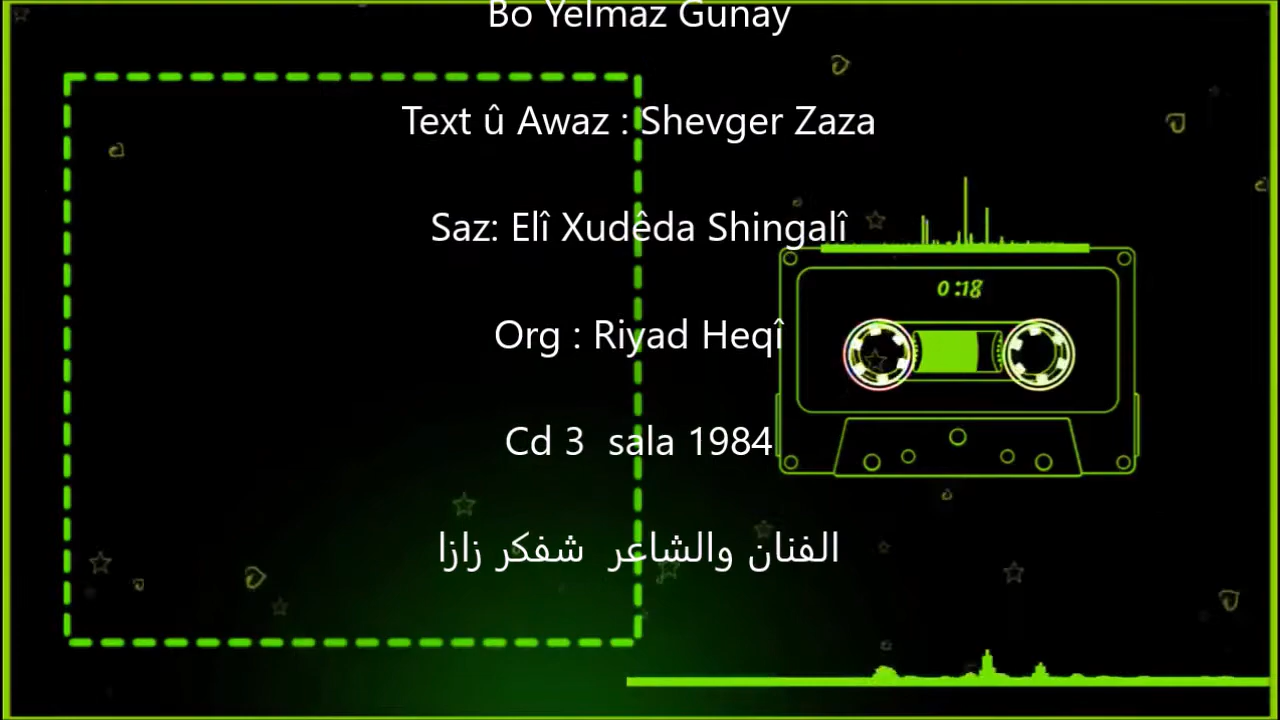 Bo Yelmaz Gunay
Text û Awaz : Shevger Zaza
Saz: Elî Xudêda Shingalî
0:18
Org : Riyad Heqî
Cd 3  sala 1984
الفنان والشاعر  شفكر زازا